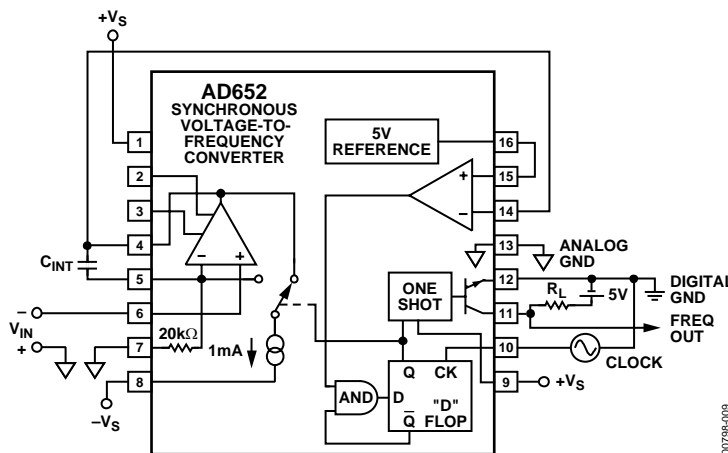 +VS
AD652
SYNCHRONOUS
VOLTAGE-TO-
FREQUENCY
CONVERTER
5V
REFERENCE
1
2
3
4
5
6
7
8
16
15
14
13
12
11
10
9
+
–
–
+
ANALOG
GND
CINT
ONE
SHOT
RL
5V
DIGITAL
GND
FREQ
OUT
–
VIN
+
20kΩ
1mA
CLOCK
Q
CK
+VS
–VS
AND
D
"D"
FLOP
Q̅
00798-009